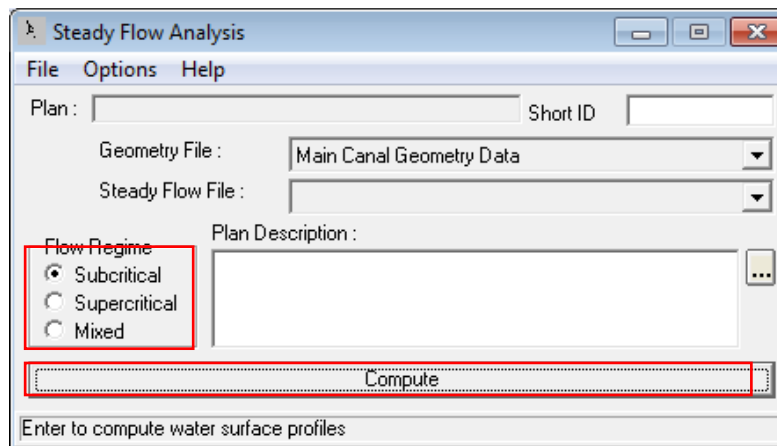 Steady Flow Analysis
File Options Help
Plan : Short ID
Geometry File : Main Canal Geometry Data
Steady Flow File :
Plan Description :
Flow Regime
Subcritical
...
Supercritical
Mixed
Compute
Enter to compute water surface profiles